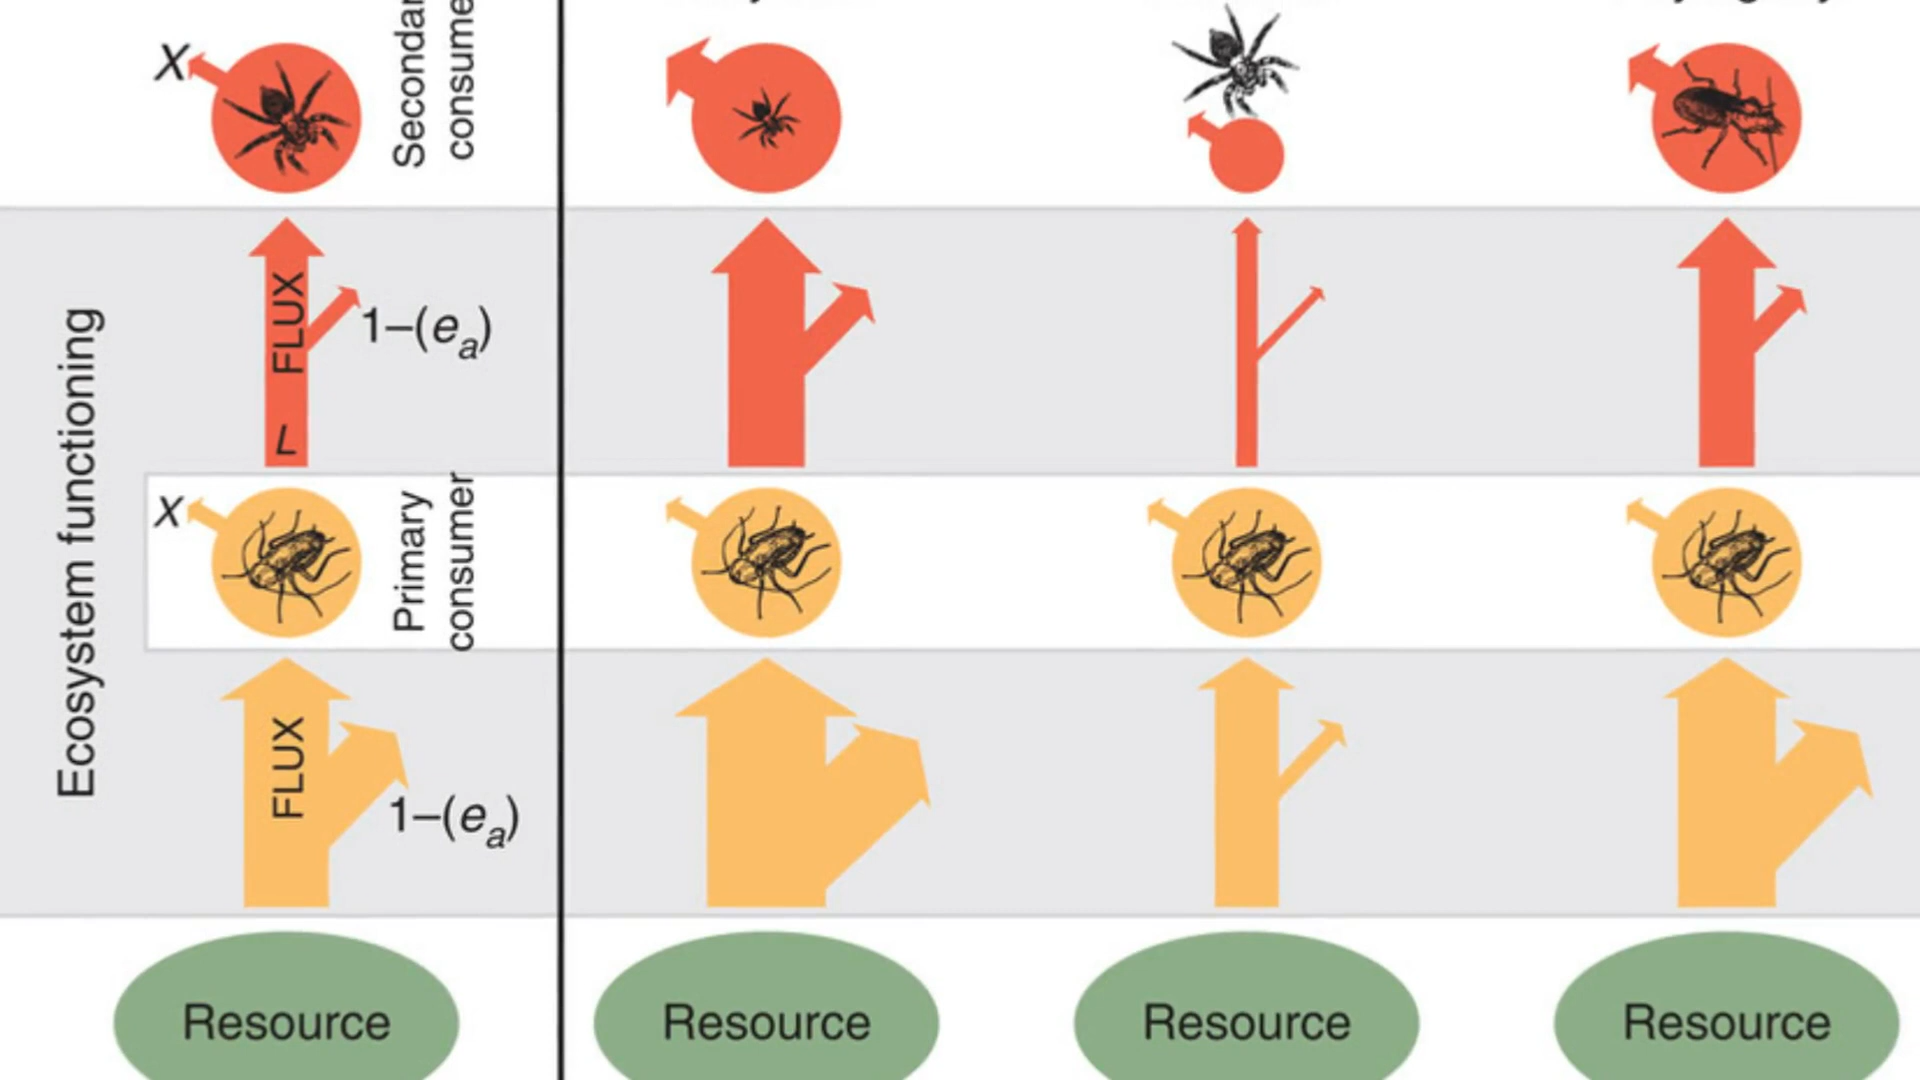 X
FLUX
1–(ea)
L
X
Primary
consumer
Ecosystem functioning
FLUX
1–(ea)
Resource
Resource
Resource
Resource